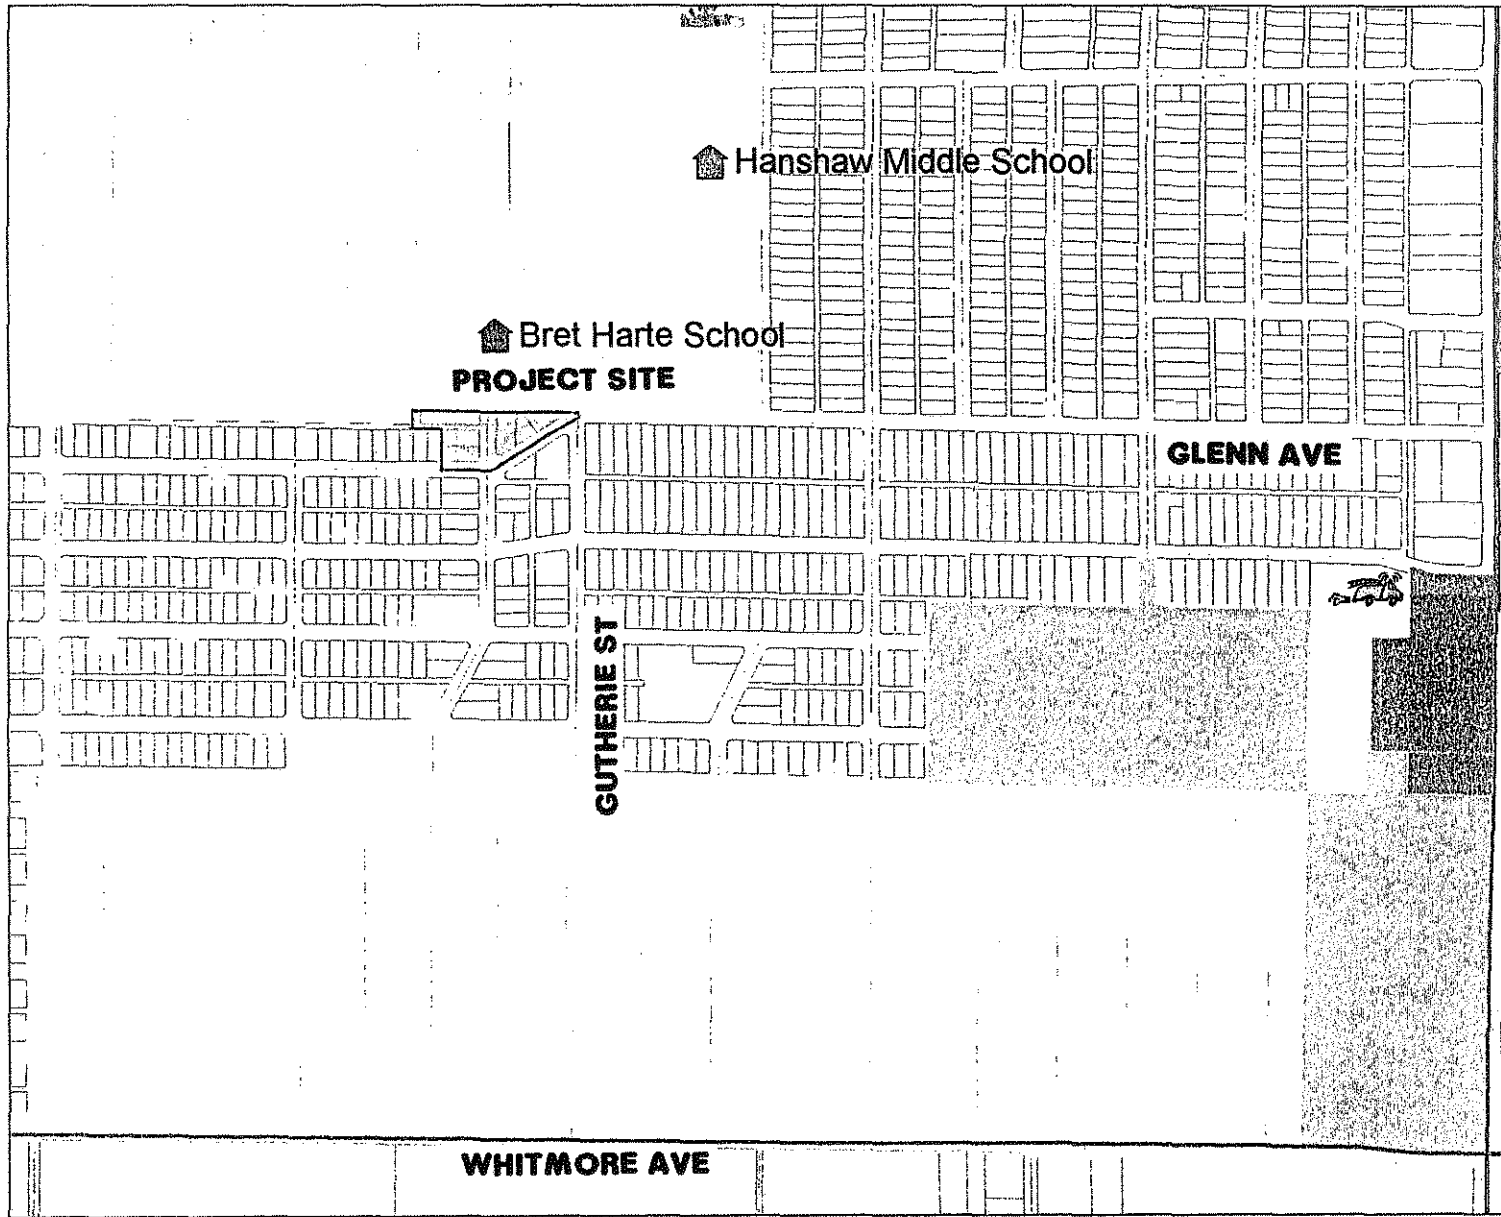 Hanshaw Middle School
Bret Harte School
PROJECT SITE
GLENN AVE
GUTHERIE ST
WHITMORE AVE